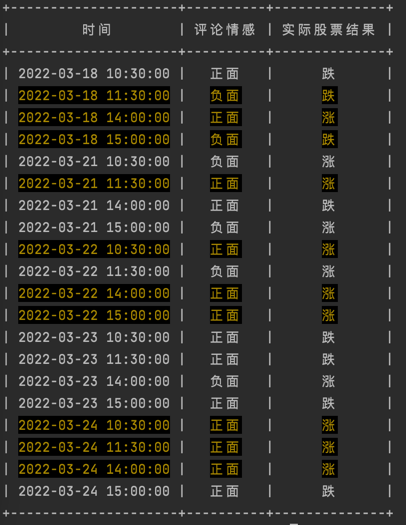 时间 评论情感 实际股票结果
2022-03-18 10:30:00 正面 跌
2022-03-18 11:30:00 负面 跌
2022-03-18 14:00:00 正面 涨
2022-03-18 15:00:00 负面 跌
2022-03-21 10:30:00 负面 涨
2022-03-21 11:30:00 正面 涨
2022-03-21 14:00:00 正面 跌
2022-03-21 15:00:00 负面 涨
2022-03-22 10:30:00 正面 涨
2022-03-22 11:30:00 负面 涨
2022-03-22 14:00:00 正面 涨
2022-03-22 15:00:00 正面 涨
2022-03-23 10:30:00 正面 跌
2022-03-23 11:30:00 正面 跌
2022-03-23 14:00:00 负面 涨
2022-03-23 15:00:00 正面 跌
2022-03-24 10:30:00 正面 涨
2022-03-24 11:30:00 正面 涨
2022-03-24 14:00:00 正面 涨
2022-03-24 15:00:00 正面 跌